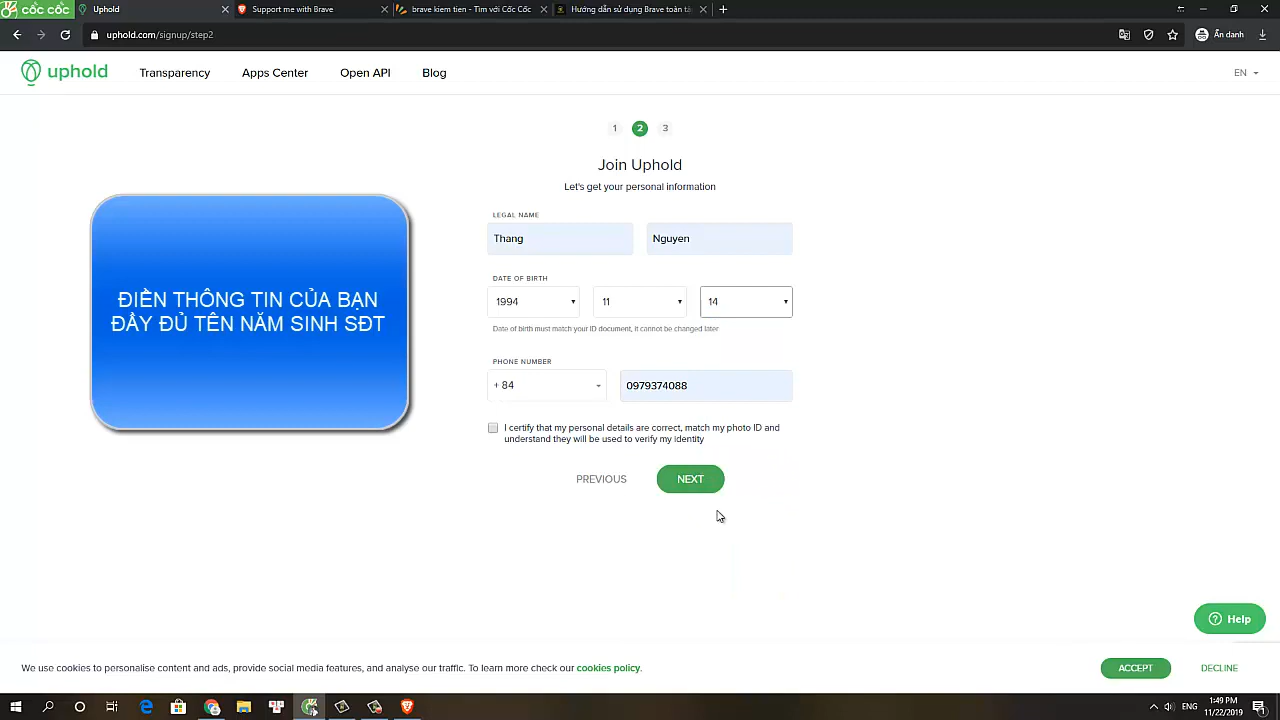 cốc cốc
Uphold
Support me with Brave
brave kiem tien - Tìm với Cốc Cốc
Hướng dẫn sử dụng Brave toàn tậ
uphold.com/signup/step2
Ẩn danh
uphold
Transparency
Apps Center
Open API
Blog
EN
1
2
3
Join Uphold
Let's get your personal information
LEGAL NAME
Thang
Nguyen
DATE OF BIRTH
1994
11
14
Date of birth must match your ID document, it cannot be changed later
PHONE NUMBER
+ 84
0979374088
I certify that my personal details are correct, match my photo ID and
understand they will be used to verify my identity
PREVIOUS
NEXT
ĐIỀN THÔNG TIN CỦA BẠN
ĐẦY ĐỦ TÊN NĂM SINH SĐT
Help
We use cookies to personalise content and ads, provide social media features, and analyse our traffic. To learn more check our cookies policy.
ACCEPT
DECLINE
ENG
1:49 PM
11/22/2019